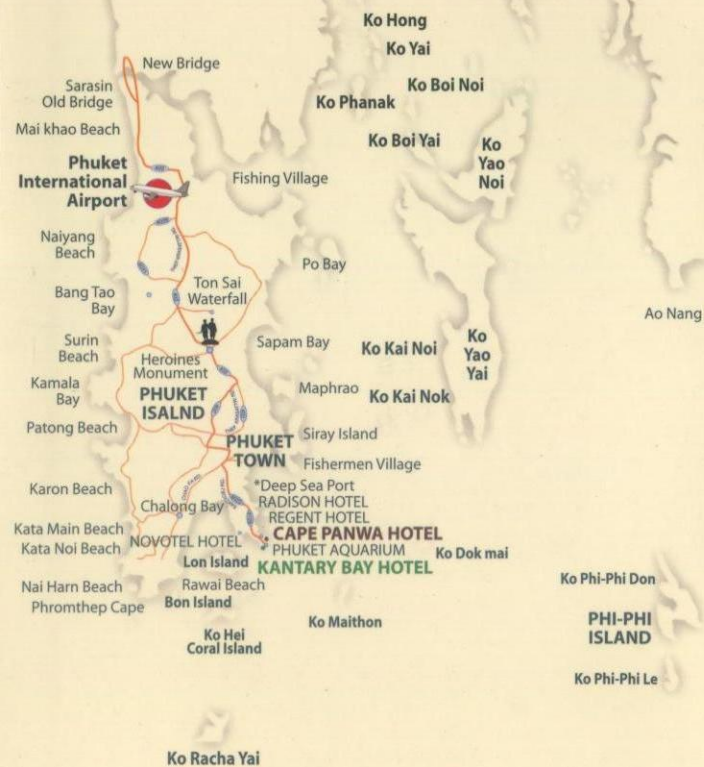 Ko Hong
Ko Yai
New Bridge
Sarasin
Old Bridge
Ko Boi Noi
Ko Phanak
Mai khao Beach
Ko Boi Yai
Ko
Yao
Noi
Phuket
International
Airport
Fishing Village
Naiyang
Beach
Po Bay
Ton Sai
Waterfall
Bang Tao
Bay
Ao Nang
Surin
Beach
Sapam Bay
Ko Kai Noi
Ko
Yao
Yai
Heroines
Monument
Kamala
Bay
PHUKET
ISALND
Maphrao
Ko Kai Nok
Patong Beach
PHUKET
TOWN
Siray Island
Fishermen Village
Karon Beach
Deep Sea Port
RADISON HOTEL
REGENT HOTEL
Chalong Bay
CAPE PANWA HOTEL
Kata Main Beach
NOVOTEL HOTEL
PHUKET AQUARIUM
Kata Noi Beach
Ko Dok mai
Lon Island
KANTARY BAY HOTEL
Nai Harn Beach
Rawai Beach
Phromthep Cape
Bon Island
Ko Phi-Phi Don
Ko Maithon
PHI-PHI
ISLAND
Ko Hei
Coral Island
Ko Phi-Phi Le
Ko Racha Yai